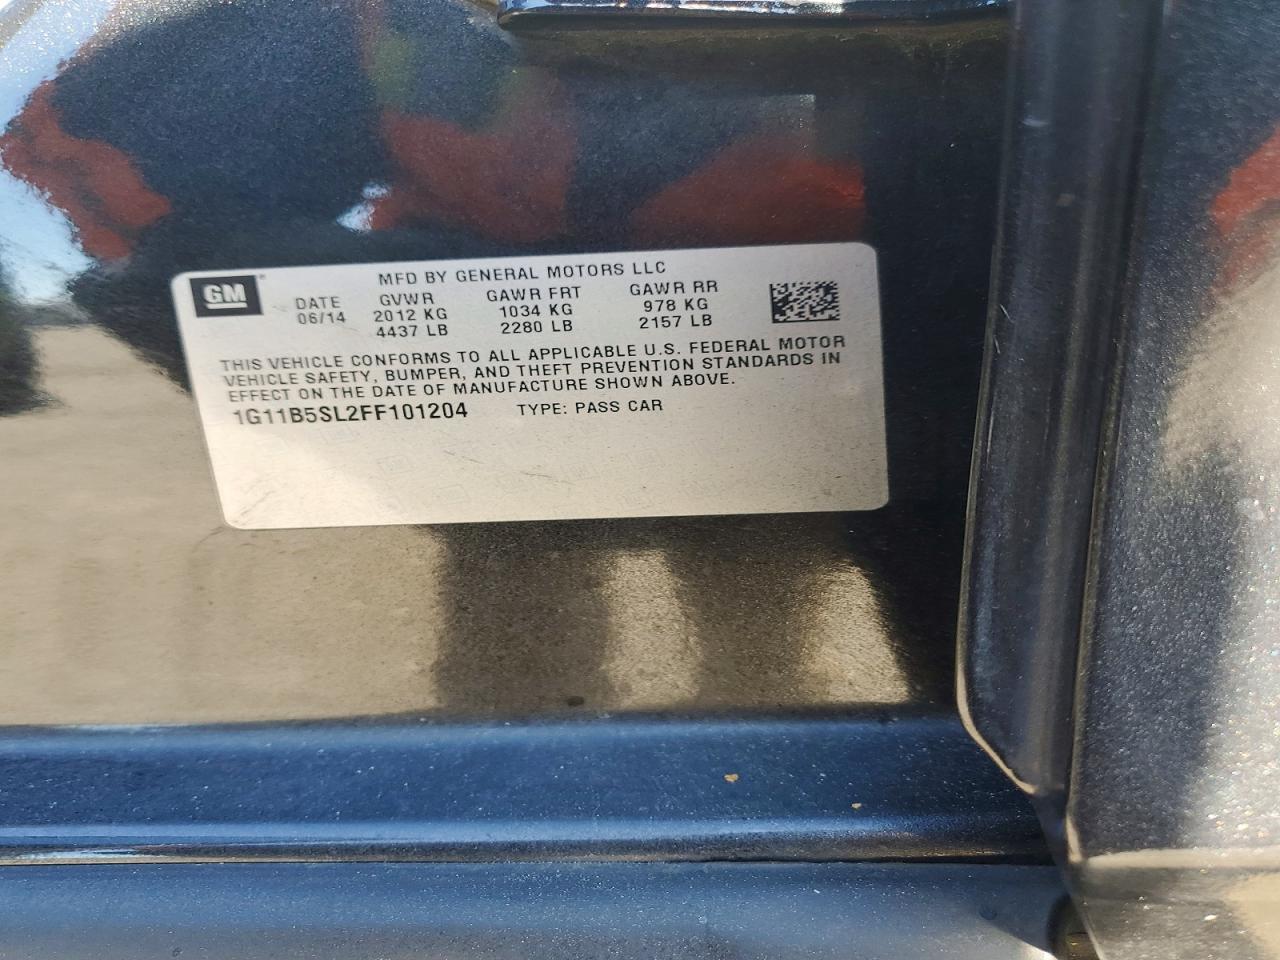 GM
MFD BY GENERAL MOTORS LLC
DATE GVWR GAWR FRT GAWR RR
06/14 2012 KG 1034 KG 978 KG
4437 LB 2280 LB 2157 LB
THIS VEHICLE CONFORMS TO ALL APPLICABLE U.S. FEDERAL MOTOR
VEHICLE SAFETY, BUMPER, AND THEFT PREVENTION STANDARDS IN
EFFECT ON THE DATE OF MANUFACTURE SHOWN ABOVE.
1G11B5SL2FF101204 TYPE: PASS CAR